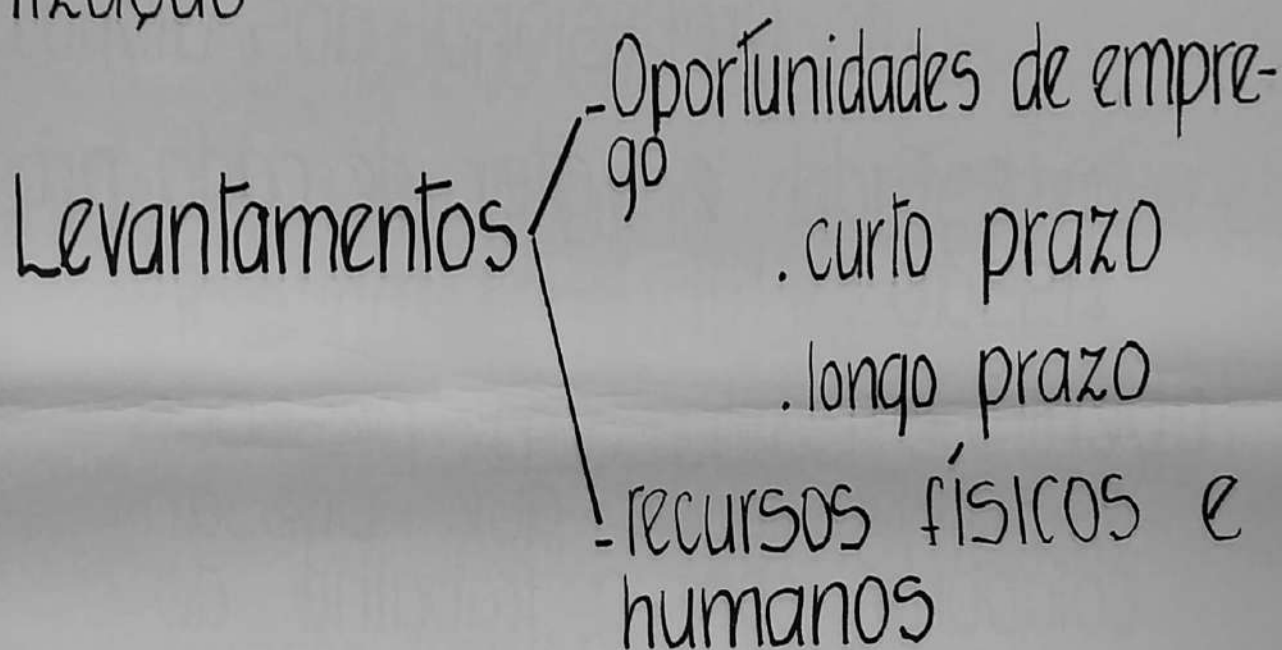 - Oportunidades de empre-
go
Levantamentos
. curto prazo
. longo prazo
- recursos físicos e
humanos